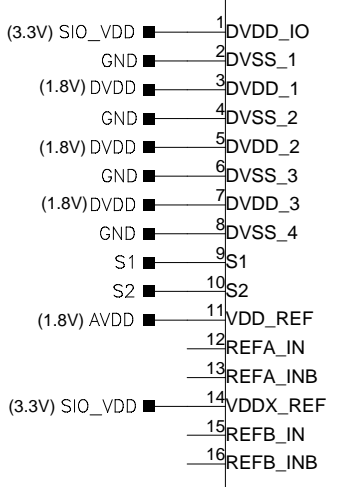 (3.3V) SIO_VDD 1 DVDD_IO
GND 2 DVSS_1
(1.8V) DVDD 3 DVDD_1
GND 4 DVSS_2
(1.8V) DVDD 5 DVDD_2
GND 6 DVSS_3
(1.8V) DVDD 7 DVDD_3
GND 8 DVSS_4
S1 9 S1
S2 10 S2
(1.8V) AVDD 11 VDD_REF
12 REFA_IN
13 REFA_INB
(3.3V) SIO_VDD 14 VDDX_REF
15 REFB_IN
16 REFB_INB